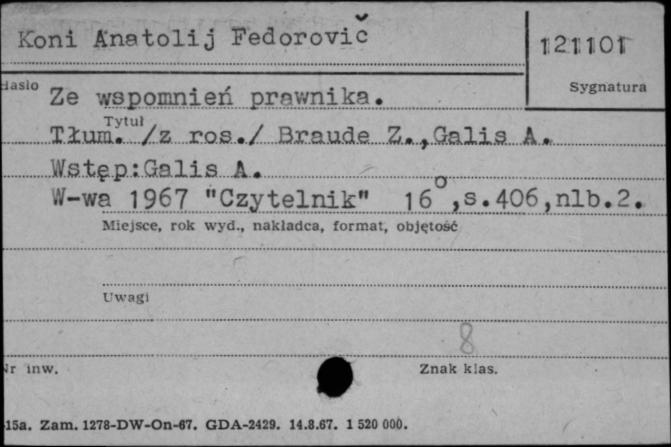 Koni Anatolij Fedorovič
121101
Hasło
Sygnatura
Ze wspomnień prawnika.
Tytuł
Tłum. /z ros./ Braude Z.,Galis A.
Wstęp:Galis A.
W-wa 1967 "Czytelnik" 16°,s.406,nlb.2.
Miejsce, rok wyd., nakładca, format, objętość
Uwagi
8
Nr inw.
Znak klas.
-15a. Zam. 1278-DW-On-67. GDA-2429. 14.8.67. 1 520 000.